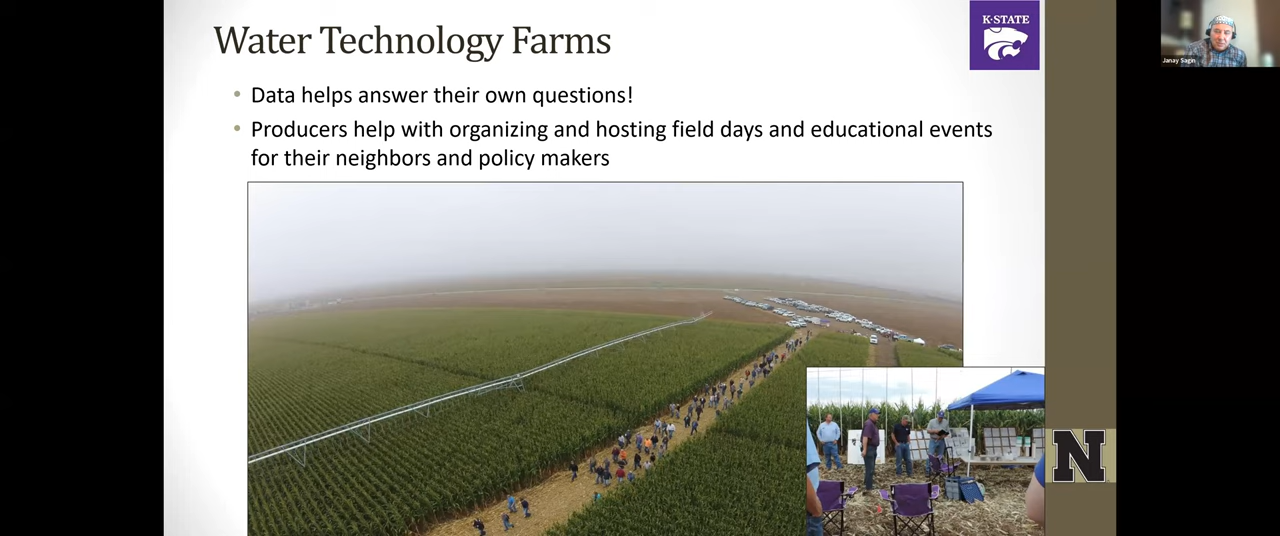 Water Technology Farms
K-STATE
Janay Sagin
• Data helps answer their own questions!
• Producers help with organizing and hosting field days and educational events
for their neighbors and policy makers
N